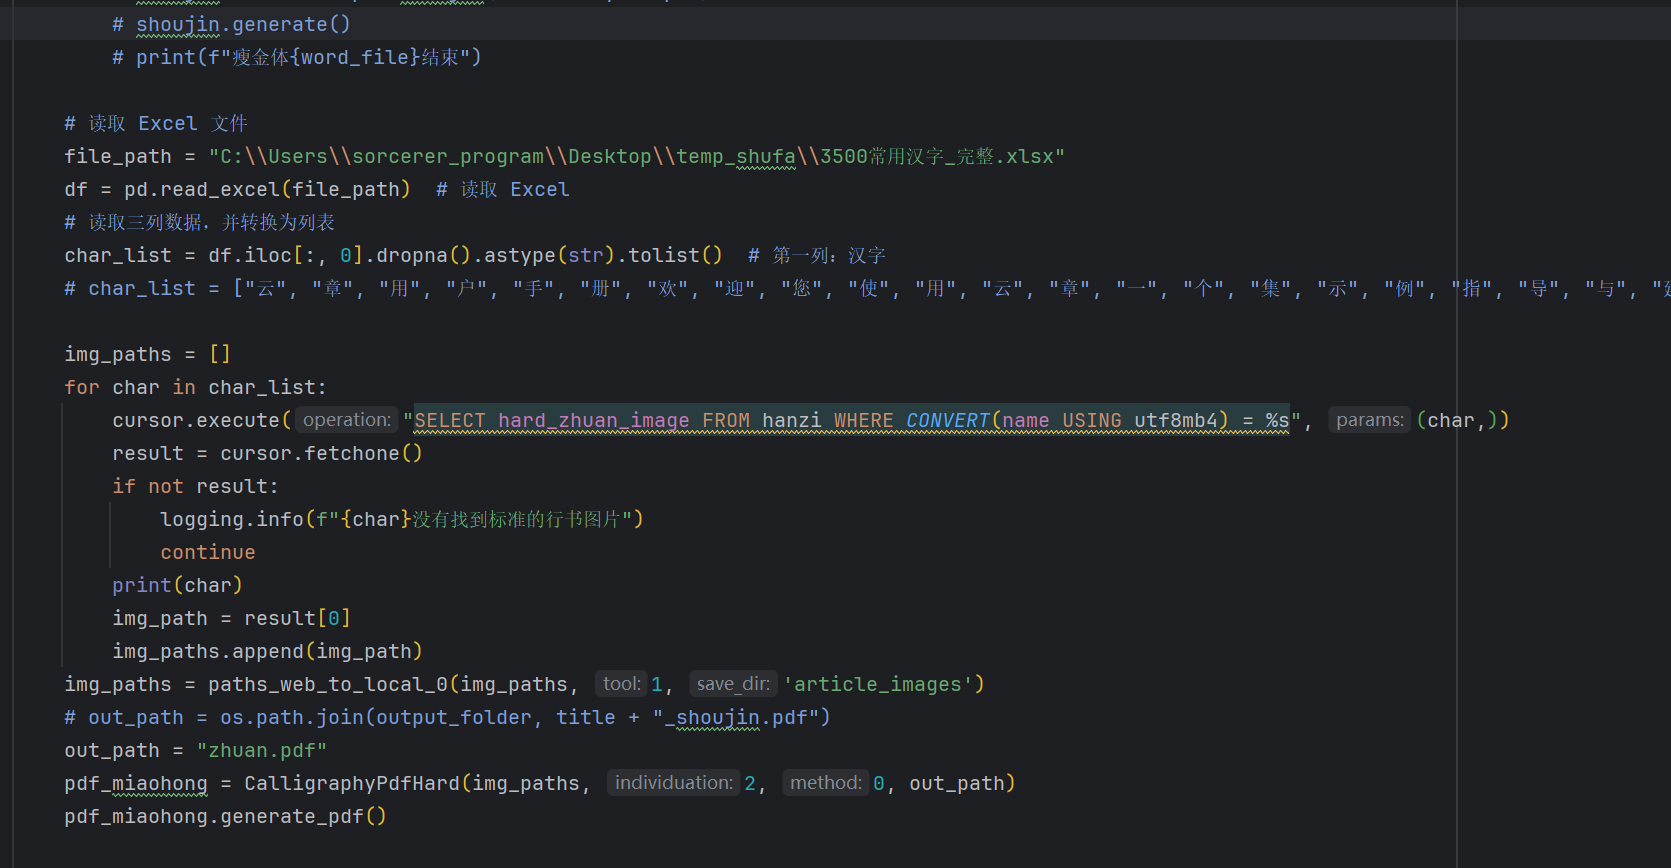 # shoujin.generate()
# print(f"瘦金体{word_file}结束")
# 读取 Excel 文件
file_path = "C:\\Users\\sorcerer_program\\Desktop\\temp_shufa\\3500常用汉字_完整.xlsx"
df = pd.read_excel(file_path)  # 读取 Excel
# 读取三列数据，并转换为列表
char_list = df.iloc[:, 0].dropna().astype(str).tolist()  # 第一列：汉字
# char_list = ["云", "章", "用", "户", "手", "册", "欢", "迎", "您", "使", "用", "云", "章", "一", "个", "集", "示", "例", "指", "导", "与", "
img_paths = []
for char in char_list:
cursor.execute( operation: "SELECT hard_zhuan_image FROM hanzi WHERE CONVERT(name USING utf8mb4) = %s", params: (char,))
result = cursor.fetchone()
if not result:
logging.info(f"{char}没有找到标准的行书图片")
continue
print(char)
img_path = result[0]
img_paths.append(img_path)
img_paths = paths_web_to_local_0(img_paths, tool: 1, save_dir: 'article_images')
# out_path = os.path.join(output_folder, title + "_shoujin.pdf")
out_path = "zhuan.pdf"
pdf_miaohong = CalligraphyPdfHard(img_paths, individuation: 2, method: 0, out_path)
pdf_miaohong.generate_pdf()